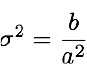 σ² = b/a²